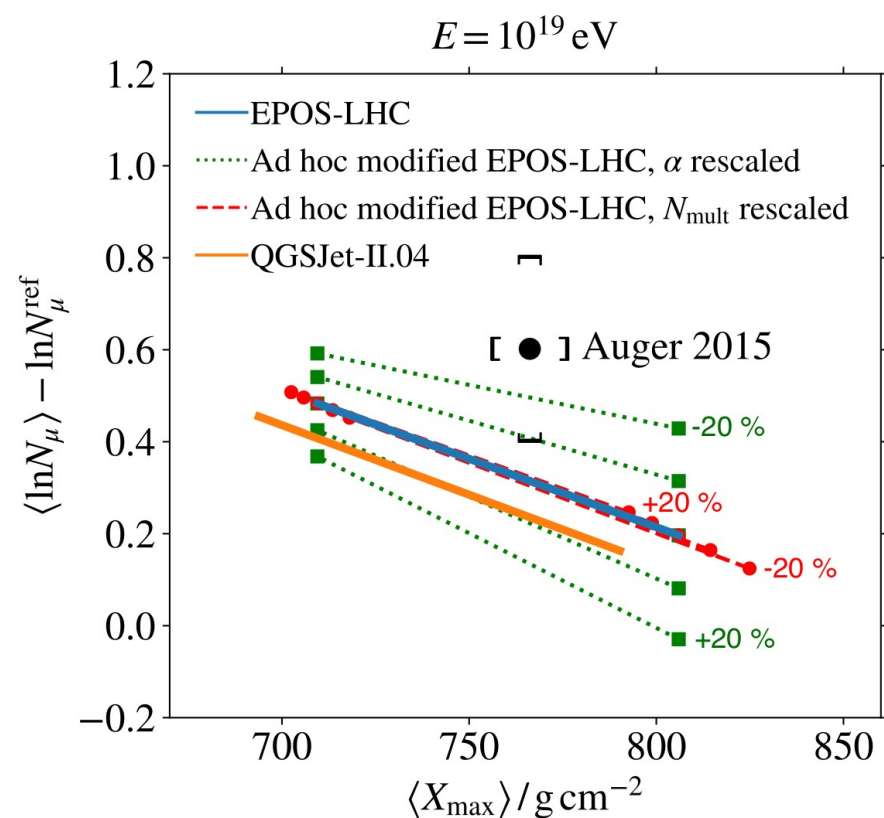 E = 10^19 eV
1.2
1.0
0.8
0.6
0.4
0.2
0.0
−0.2
⟨lnN_μ⟩ − lnN_μ^ref
EPOS-LHC
Ad hoc modified EPOS-LHC, α rescaled
Ad hoc modified EPOS-LHC, N_mult rescaled
QGSJet-II.04
Auger 2015
-20 %
+20 %
-20 %
+20 %
700 750 800 850
⟨X_max⟩ / g cm^−2